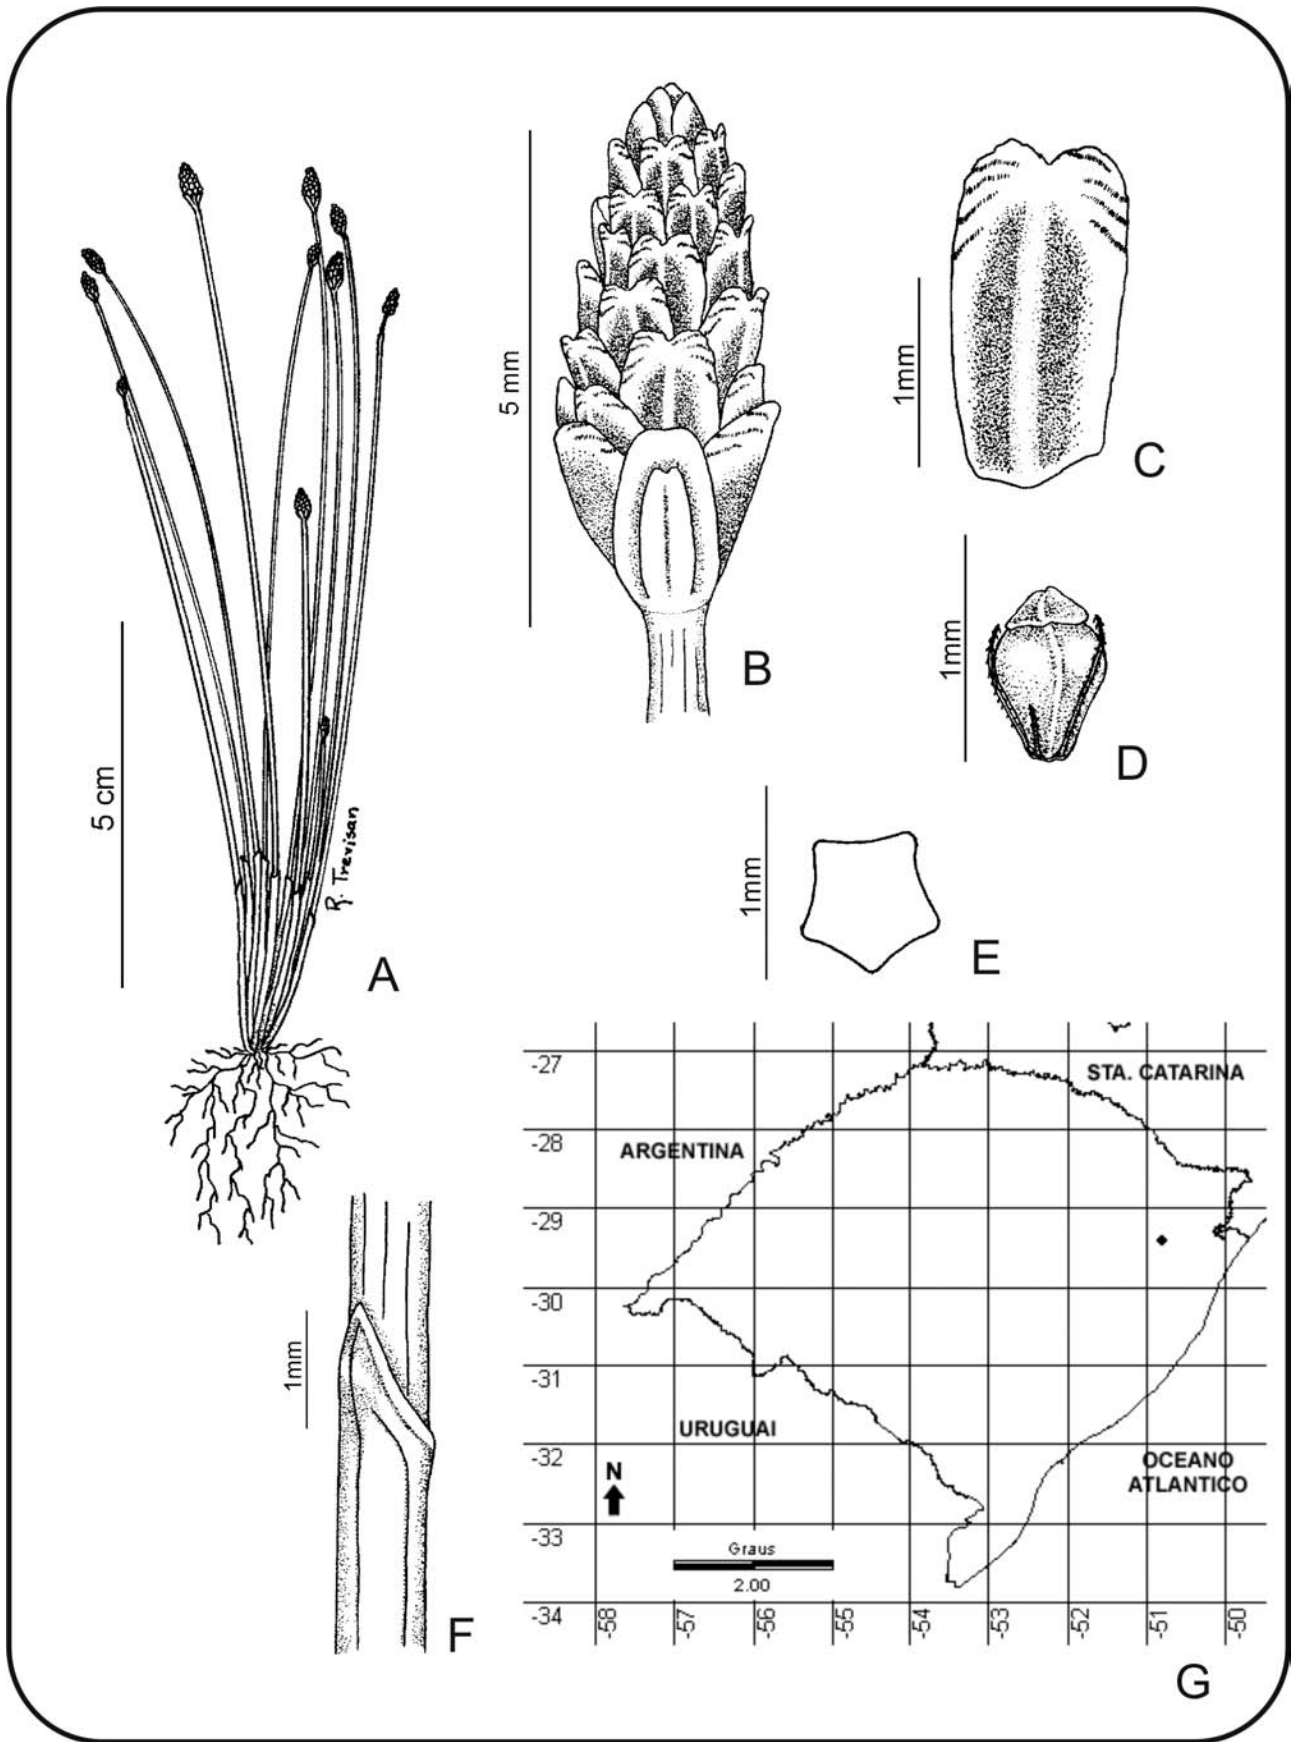 5 cm
R. Trevisan
A
5 mm
B
1mm
C
1mm
D
1mm
E
1mm
F
-27
-28
-29
-30
-31
-32
-33
-34
STA. CATARINA
ARGENTINA
URUGUAI
OCEANO
ATLANTICO
N
Graus
2.00
-58
-57
-56
-55
-54
-53
-52
-51
-50
G